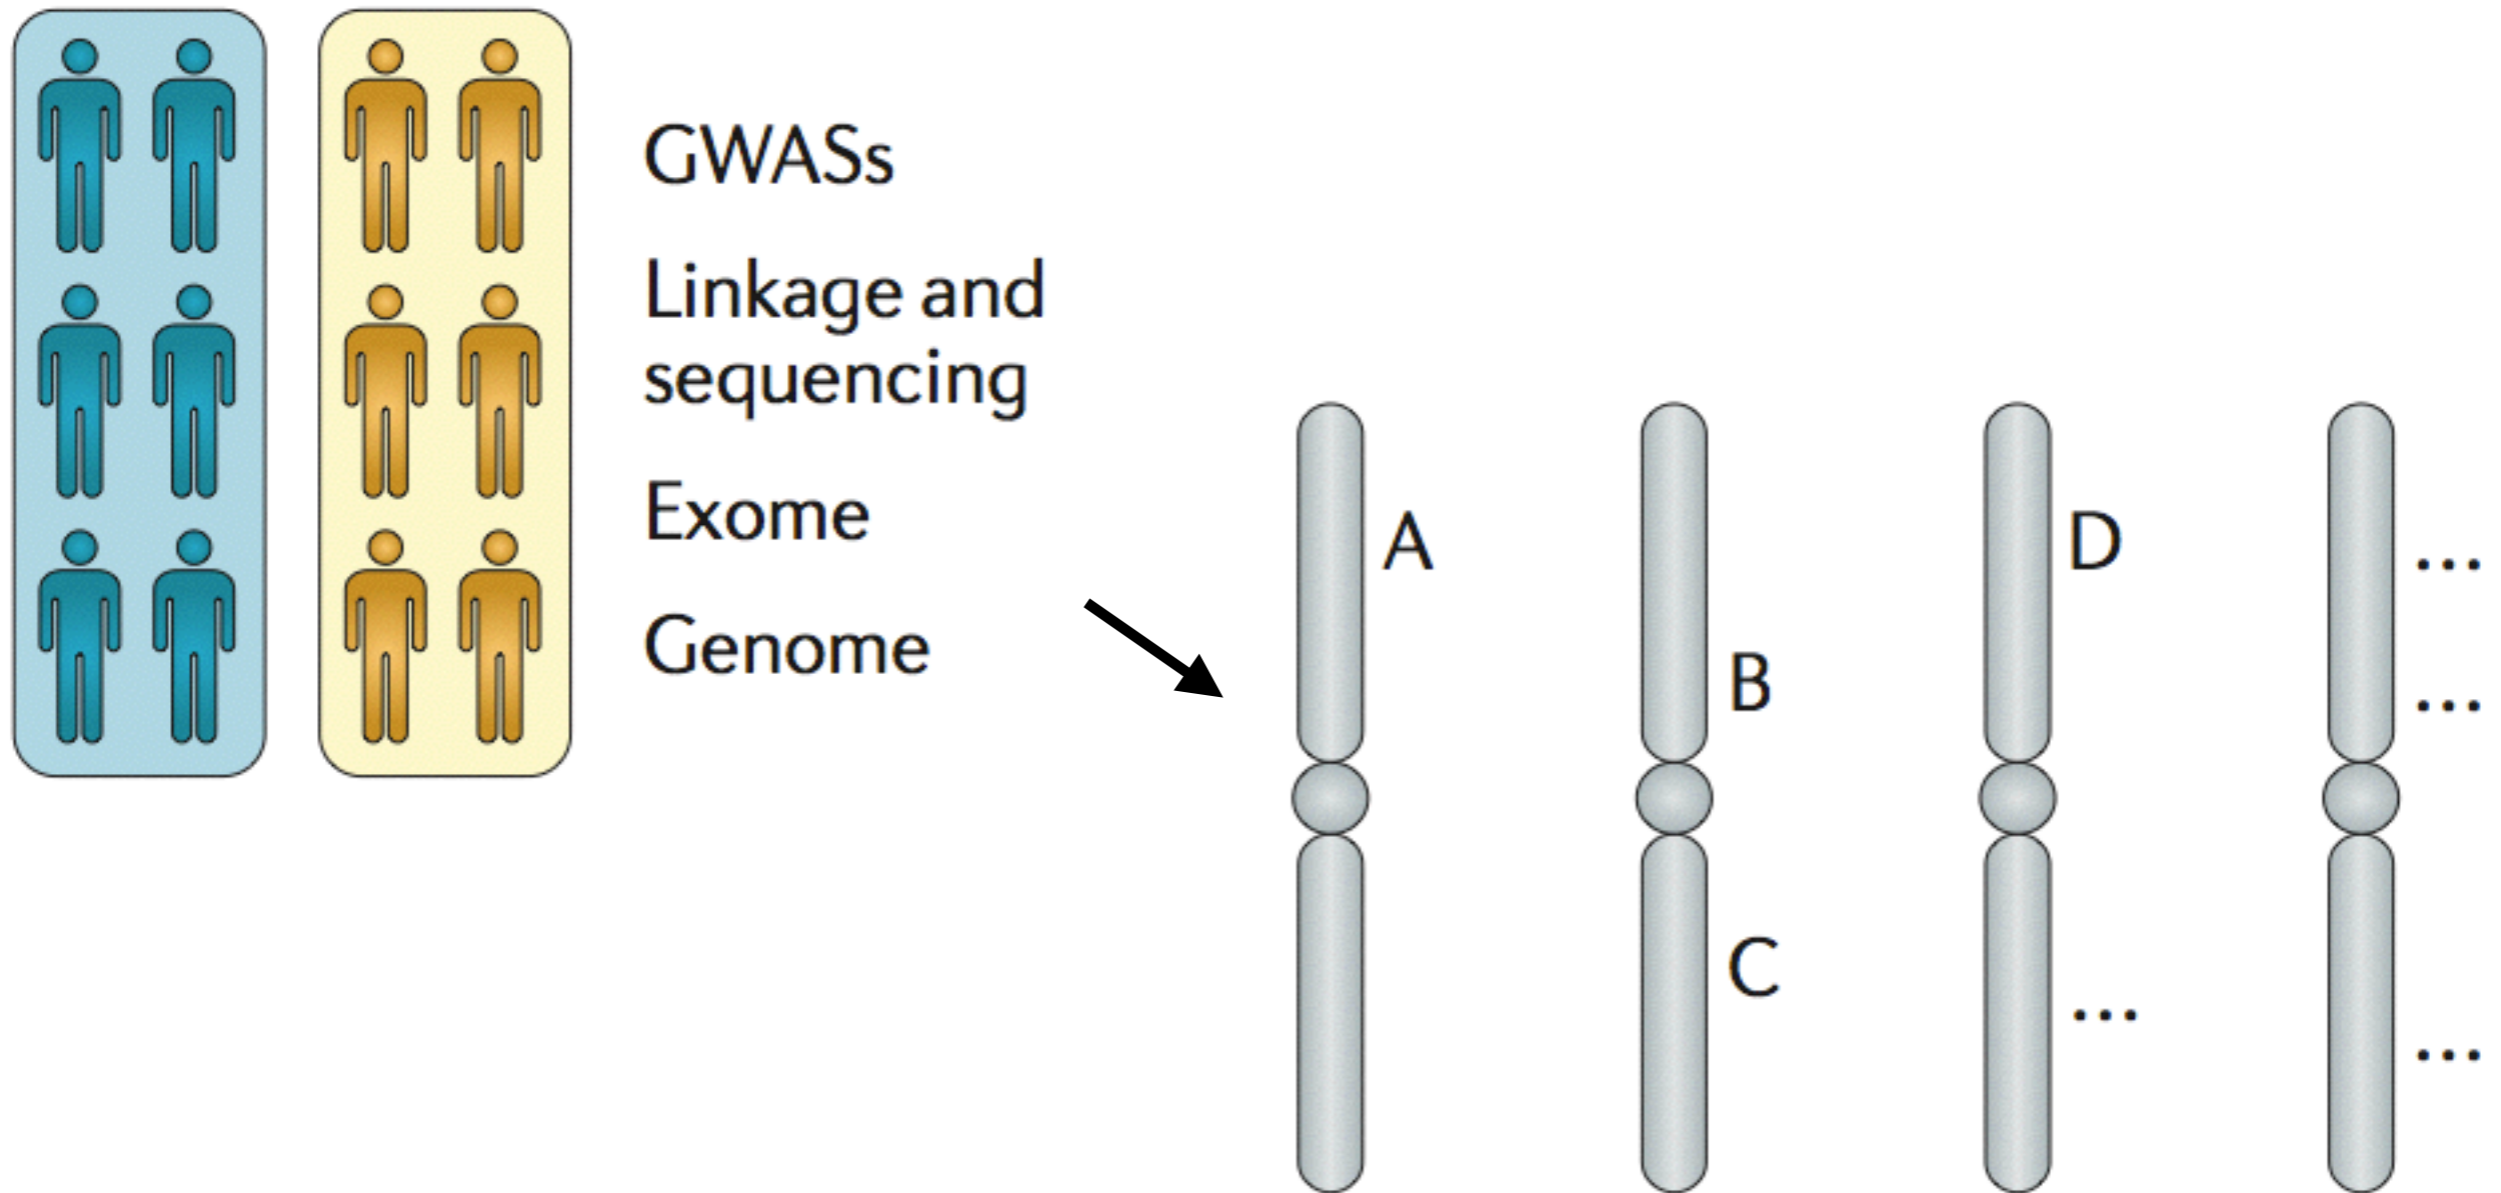 GWASs
Linkage and
sequencing
Exome
Genome
A
B
C
D
...
...
...
...